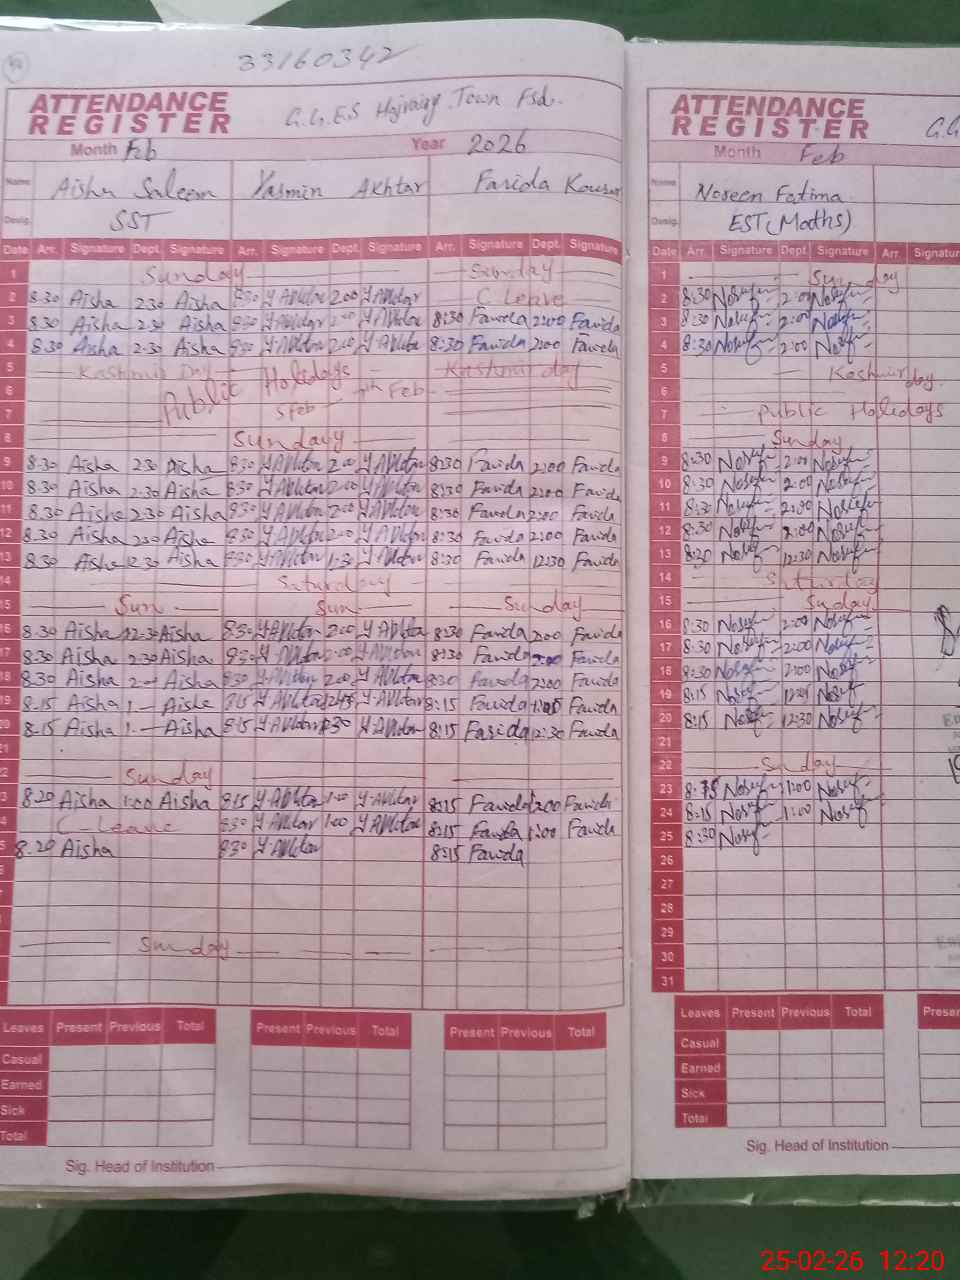 33160342
ATTENDANCE REGISTER G.G.E.S Hajvairy Town Fsd.
Month Feb Year 2026
Name Aisha Saleem Yasmin Akhtar Farida Kousar
Desig. SST
Date Arr. Signature Dept. Signature Arr. Signature Dept. Signature Arr. Signature Dept. Signature
1 Sunday Sunday
2 8.30 Aisha 2.30 Aisha 8:30 Y.Akhtar 2:00 Y.Akhtar C Leave
3 8.30 Aisha 2.30 Aisha 8:30 Y.Akhtar 2:00 Y.Akhtar 8:30 Farida 2:00 Farida
4 8.30 Aisha 2.30 Aisha 8:30 Y.Akhtar 2:00 Y.Akhtar 8:30 Farida 2:00 Farida
5 Kashmir Day Holidays Kashmir day
6 Public 5 Feb 7th Feb
7
8 Sunday
9 8.30 Aisha 2.30 Aisha 8:30 Y.Akhtar 2:00 Y.Akhtar 8:30 Farida 2:00 Farida
10 8.30 Aisha 2.30 Aisha 8:30 Y.Akhtar 2:00 Y.Akhtar 8:30 Farida 2:00 Farida
11 8.30 Aisha 2.30 Aisha 8:30 Y.Akhtar 2:00 Y.Akhtar 8:30 Farida 2:00 Farida
12 8.30 Aisha 2.30 Aisha 8:30 Y.Akhtar 2:00 Y.Akhtar 8:30 Farida 2:00 Farida
13 8.30 Aisha 12.30 Aisha 8:30 Y.Akhtar 1:30 Y.Akhtar 8:30 Farida 12:30 Farida
14 Saturday
15 Sun Sun Sunday
16 8.30 Aisha 12.30 Aisha 8:30 Y.Akhtar 2:00 Y.Akhtar 8:30 Farida 2:00 Farida
17 8.30 Aisha 2.30 Aisha 8:30 Y.Akhtar 2:00 Y.Akhtar 8:30 Farida 2:00 Farida
18 8.30 Aisha 2.00 Aisha 8:30 Y.Akhtar 2:00 Y.Akhtar 8:30 Farida 2:00 Farida
19 8.15 Aisha 1.— Aisha 8:15 Y.Akhtar 12:45 Y.Akhtar 8:15 Farida Farida
20 8.15 Aisha 1.— Aisha 8:15 Y.Akhtar Y.Akhtar 8:15 Farida 12:30 Farida
21
22 Sunday
8.20 Aisha 1:00 Aisha 8:15 Y.Akhtar 1:00 Y.Akhtar 8:15 Farida Farida
C-Leave 8:30 Y.Akhtar 1:00 Y.Akhtar 8:15 Farida 1:00 Farida
8.20 Aisha 8:30 Y.Akhtar 8:15 Farida
Sunday
Leaves Present Previous Total Present Previous Total Present Previous Total
Casual
Earned
Sick
Total
Sig. Head of Institution
ATTENDANCE REGISTER G.G
Month Feb
Name Noseen Fatima
Desig. EST (Maths)
Date Arr. Signature Dept. Signature Arr. Signatur
1 Sunday
2 8:30 2:00
3 8:30 2:00
4 8:30 2:00
5 Kashmir day
6
7 Public Holidays
8 Sunday
9 8:30 2:00
10 8:30 2:00
11 8:30 2:00
12 8:30 2:00
13 8:20 12:30
14 Saturday
15 Sunday
16 8:30 2:00
17 8:30 2:00
18 8:30 2:00
19 8:15
20 8:15 12:30
21
22 Sunday
23 1:00
24 8:15 1:00
25 8:30
26
27
28
29
30
31
Leaves Present Previous Total Presen
Casual
Earned
Sick
Total
Sig. Head of Institution
25-02-26 12:20